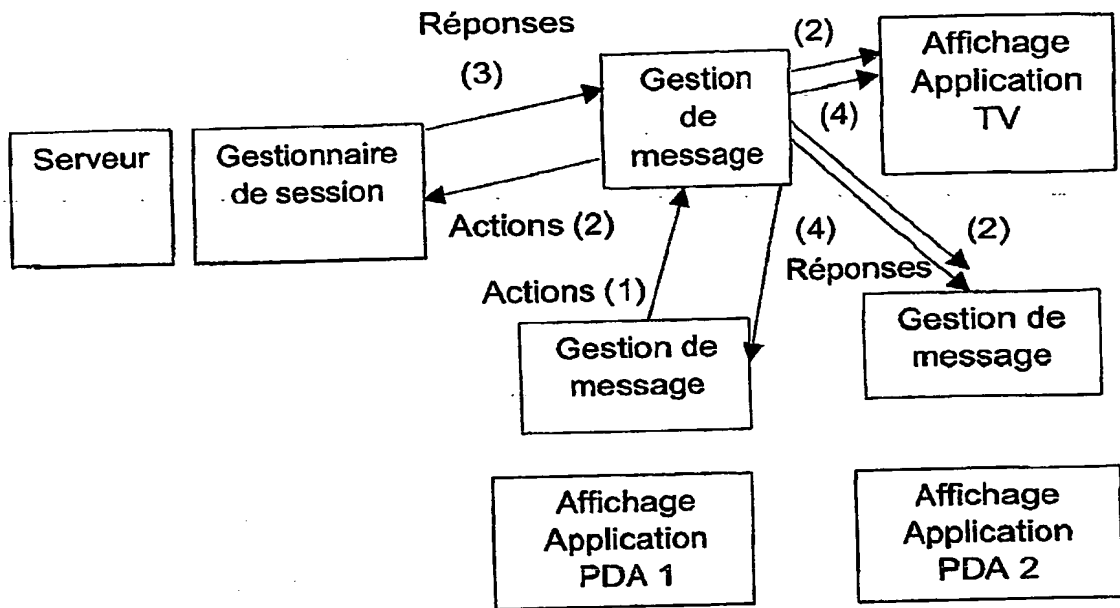 Réponses
(3)
(2)
(4)
Gestion
de
message
Affichage
Application
TV
Serveur
Gestionnaire
de session
Actions (2)
Actions (1)
(4)
Réponses
(2)
Gestion de
message
Gestion de
message
Affichage
Application
PDA 1
Affichage
Application
PDA 2